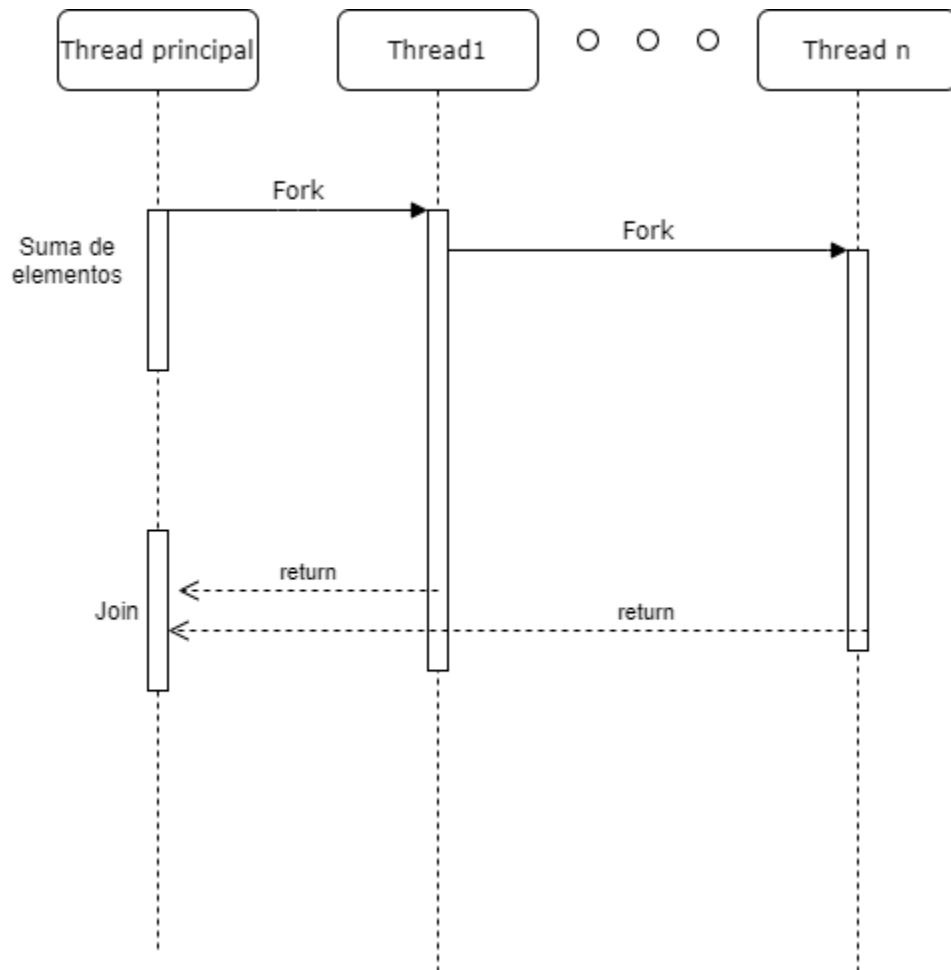 Thread principal
Thread1
Thread n
Fork
Fork
Suma de
elementos
return
Join
return